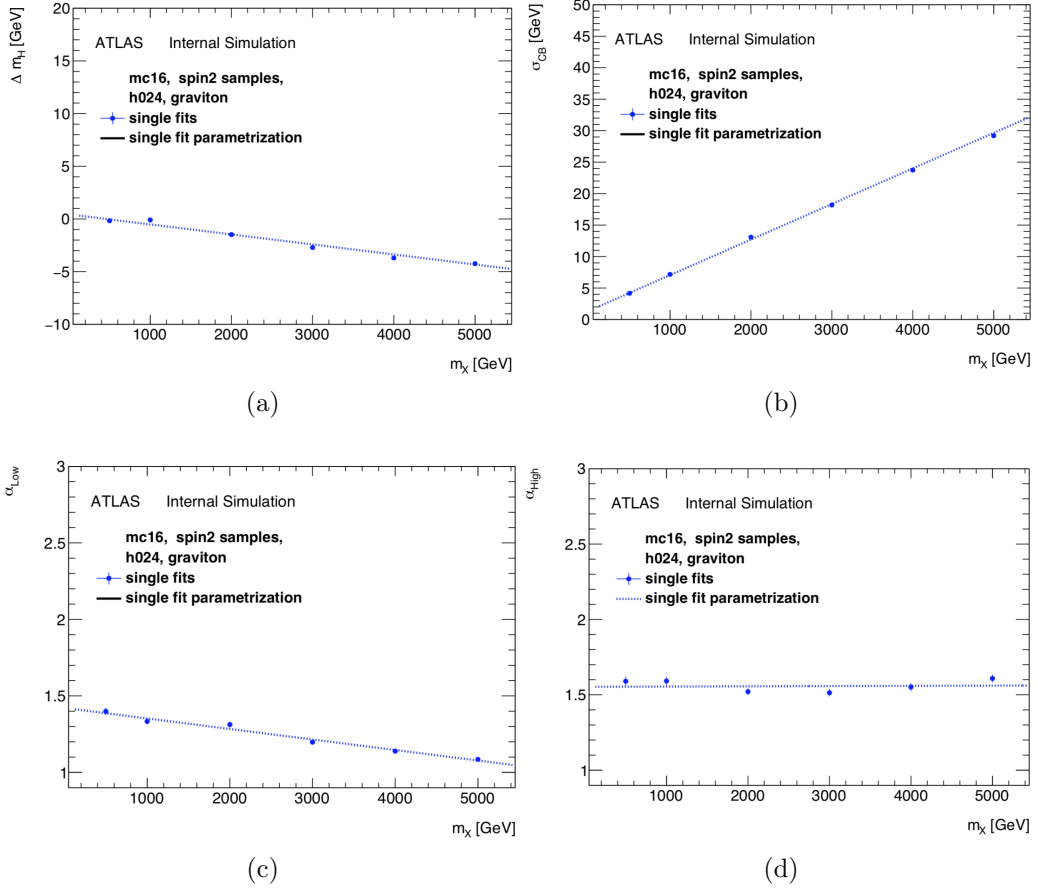 Δ m_H [GeV]
20
15
10
5
0
−5
−10
ATLAS Internal Simulation
mc16, spin2 samples,
h024, graviton
single fits
single fit parametrization
1000 2000 3000 4000 5000
m_X [GeV]
(a)
σ_CB [GeV]
50
45
40
35
30
25
20
15
10
5
0
ATLAS Internal Simulation
mc16, spin2 samples,
h024, graviton
single fits
single fit parametrization
1000 2000 3000 4000 5000
m_X [GeV]
(b)
α_Low
3
2.5
2
1.5
1
ATLAS Internal Simulation
mc16, spin2 samples,
h024, graviton
single fits
single fit parametrization
1000 2000 3000 4000 5000
m_X [GeV]
(c)
α_High
3
2.5
2
1.5
1
ATLAS Internal Simulation
mc16, spin2 samples,
h024, graviton
single fits
single fit parametrization
1000 2000 3000 4000 5000
m_X [GeV]
(d)